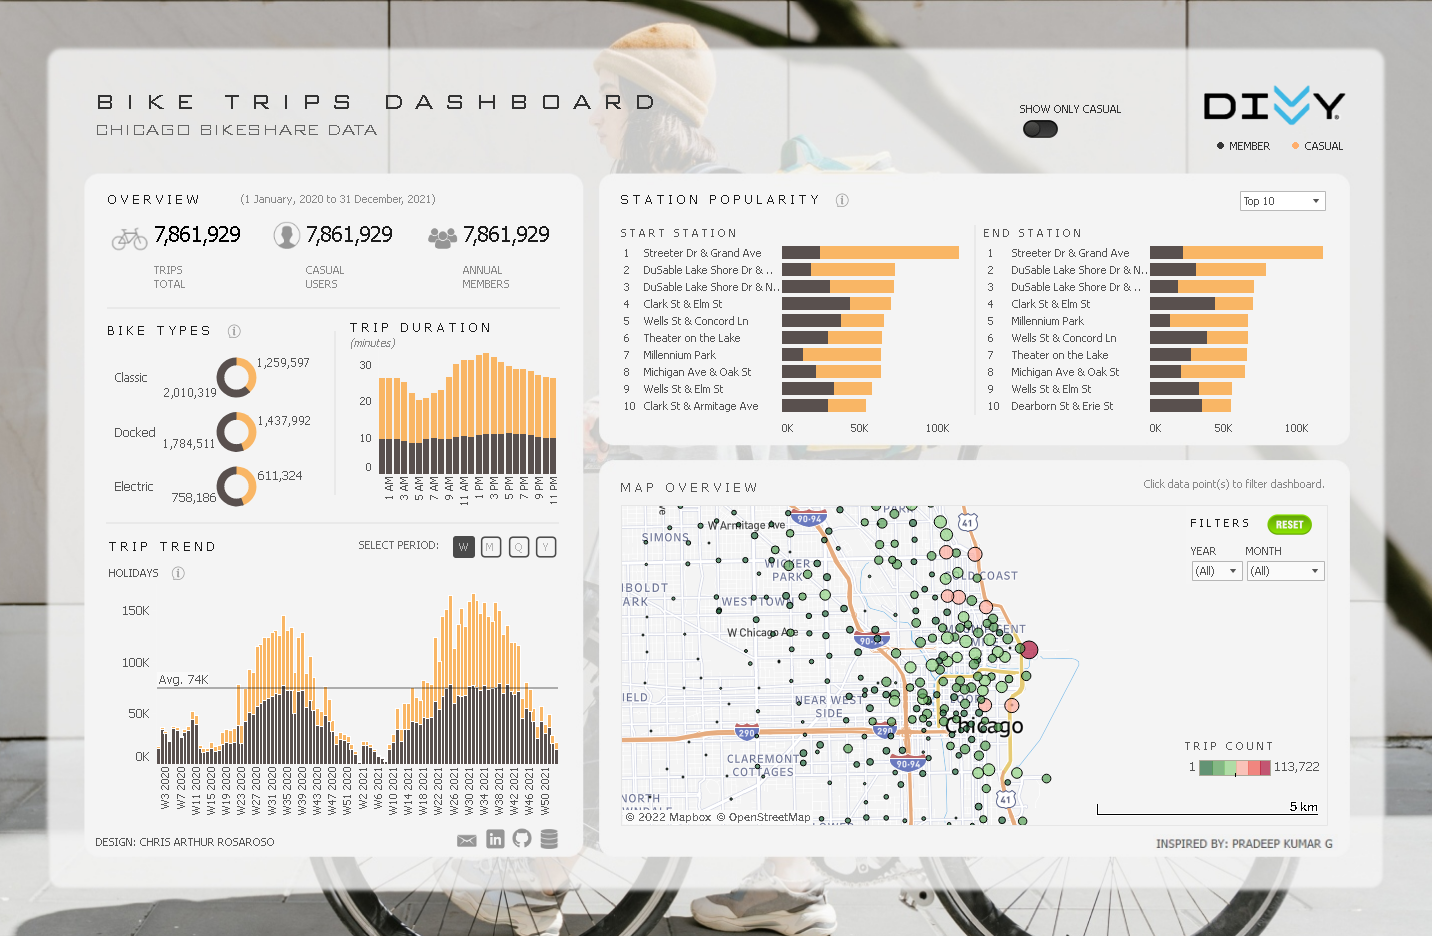 BIKE TRIPS DASHBOARD
CHICAGO BIKESHARE DATA
SHOW ONLY CASUAL
DIVVY
MEMBER
CASUAL
OVERVIEW
(1 January, 2020 to 31 December, 2021)
7,861,929
7,861,929
7,861,929
TRIPS
TOTAL
CASUAL
USERS
ANNUAL
MEMBERS
BIKE TYPES
Classic
1,259,597
2,010,319
Docked
1,437,992
1,784,511
Electric
611,324
758,186
TRIP DURATION
(minutes)
30
20
10
0
1 AM
3 AM
5 AM
7 AM
9 AM
11 AM
1 PM
3 PM
5 PM
7 PM
9 PM
11 PM
TREND
TRIP TREND
SELECT PERIOD:
W
M
Q
Y
HOLIDAYS
150K
100K
50K
0K
Avg. 74K
W3 2020
W7 2020
W11 2020
W15 2020
W19 2020
W23 2020
W27 2020
W31 2020
W35 2020
W39 2020
W43 2020
W47 2020
W51 2020
W2 2021
W6 2021
W10 2021
W14 2021
W18 2021
W22 2021
W26 2021
W30 2021
W34 2021
W38 2021
W42 2021
W46 2021
W50 2021
DESIGN: CHRIS ARTHUR ROSAROSO
STATION POPULARITY
Top 10
START STATION
1 Streeter Dr & Grand Ave
2 DuSable Lake Shore Dr & ..
3 DuSable Lake Shore Dr & N..
4 Clark St & Elm St
5 Wells St & Concord Ln
6 Theater on the Lake
7 Millennium Park
8 Michigan Ave & Oak St
9 Wells St & Elm St
10 Clark St & Armitage Ave
0K
50K
100K
END STATION
1 Streeter Dr & Grand Ave
2 DuSable Lake Shore Dr & N..
3 DuSable Lake Shore Dr & ..
4 Clark St & Elm St
5 Millennium Park
6 Wells St & Concord Ln
7 Theater on the Lake
8 Michigan Ave & Oak St
9 Wells St & Elm St
10 Dearborn St & Erie St
0K
50K
100K
MAP OVERVIEW
Click data point(s) to filter dashboard.
W Armitage Ave
90-94
PARK
41
SIMONS
WICKER
PARK
GOLD COAST
WEST TOWN
W Chicago Ave
NEAR WEST
SIDE
IELD
290
290
Chicago
CLAREMONT
COTTAGES
90-94
41
NORTH
© 2022 Mapbox © OpenStreetMap
FILTERS
RESET
YEAR
MONTH
(All)
(All)
TRIP COUNT
1
113,722
5 km
INSPIRED BY: PRADEEP KUMAR G